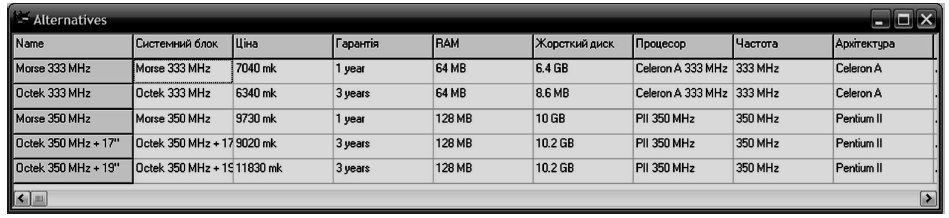 Alternatives
Name Системний блок Ціна Гарантія RAM Жорсткий диск Процесор Частота Архітектура
Morse 333 MHz Morse 333 MHz 7040 mk 1 year 64 MB 6.4 GB Celeron A 333 MHz 333 MHz Celeron A
Octek 333 MHz Octek 333 MHz 6340 mk 3 years 64 MB 8.6 MB Celeron A 333 MHz 333 MHz Celeron A
Morse 350 MHz Morse 350 MHz 9730 mk 1 year 128 MB 10 GB PII 350 MHz 350 MHz Pentium II
Octek 350 MHz + 17" Octek 350 MHz + 17 9020 mk 3 years 128 MB 10.2 GB PII 350 MHz 350 MHz Pentium II
Octek 350 MHz + 19" Octek 350 MHz + 19 11830 mk 3 years 128 MB 10.2 GB PII 350 MHz 350 MHz Pentium II